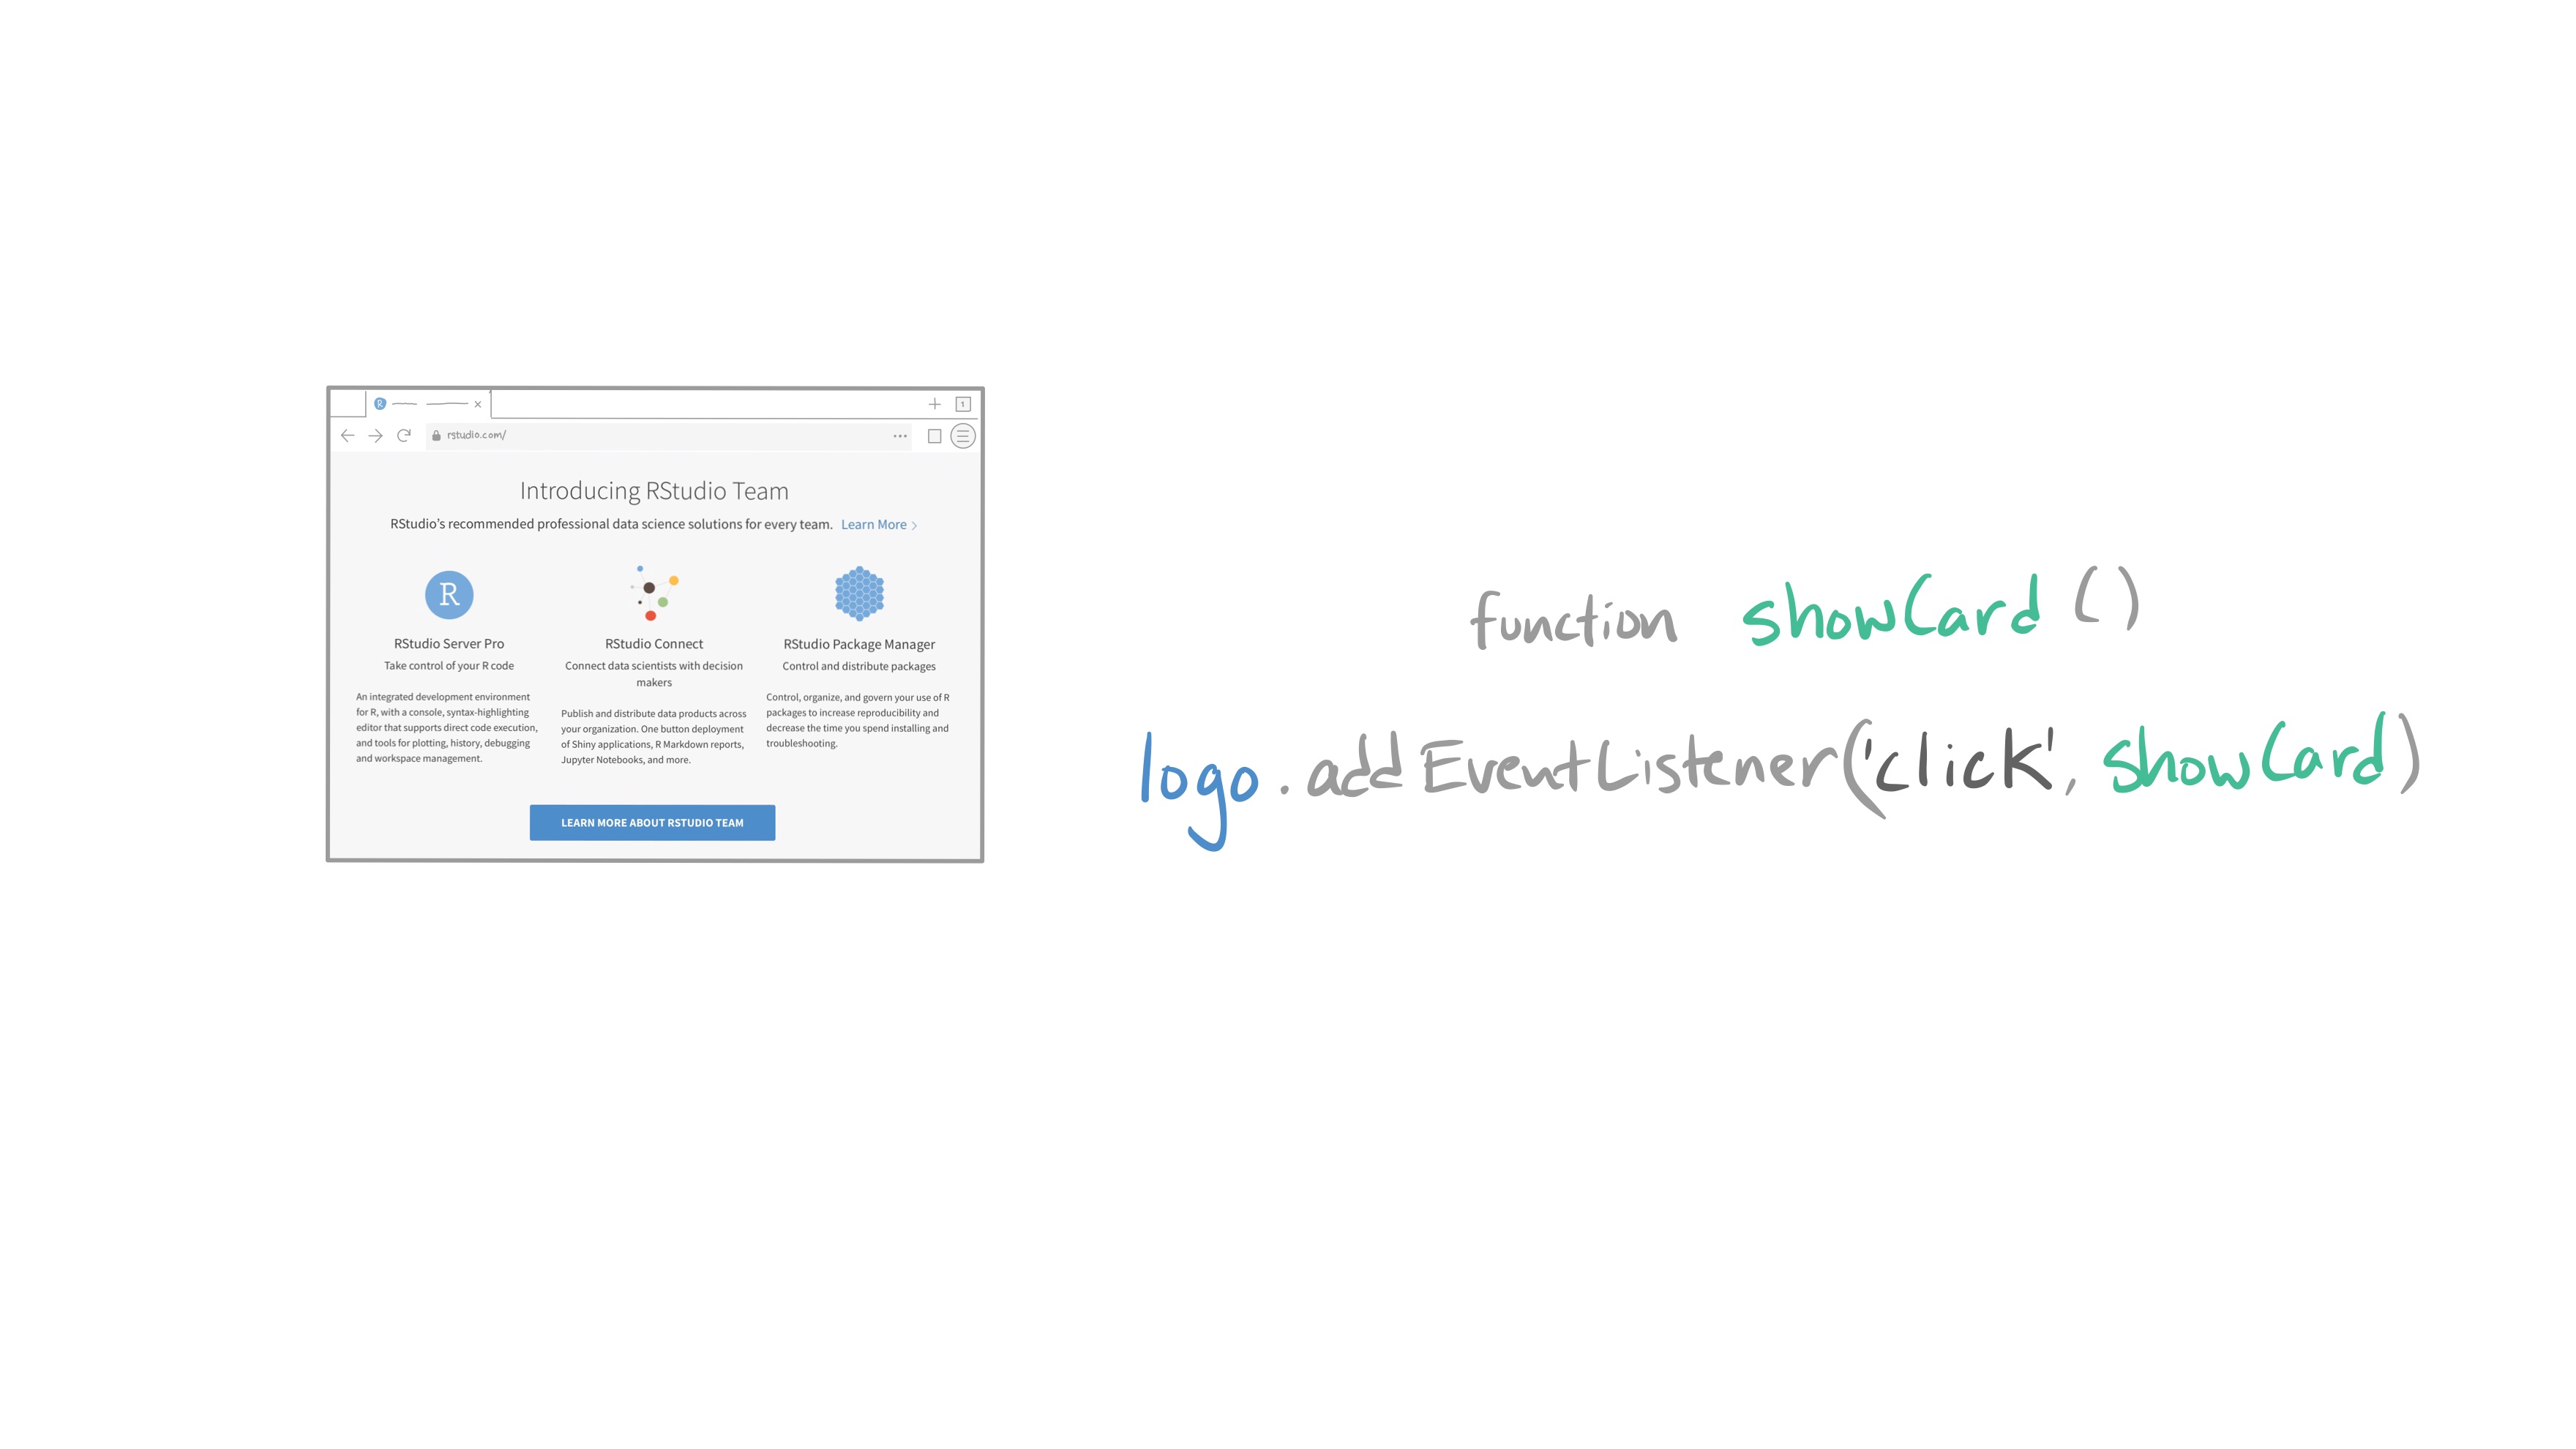 R
1
rstudio.com/
Introducing RStudio Team
RStudio's recommended professional data science solutions for every team. Learn More >
R
RStudio Server Pro
Take control of your R code
An integrated development environment
for R, with a console, syntax-highlighting
editor that supports direct code execution,
and tools for plotting, history, debugging
and workspace management.
RStudio Connect
Connect data scientists with decision
makers
Publish and distribute data products across
your organization. One button deployment
of Shiny applications, R Markdown reports,
Jupyter Notebooks, and more.
RStudio Package Manager
Control and distribute packages
Control, organize, and govern your use of R
packages to increase reproducibility and
decrease the time you spend installing and
troubleshooting.
LEARN MORE ABOUT RSTUDIO TEAM
function showCard ()
logo.addEventListener('click', showCard)